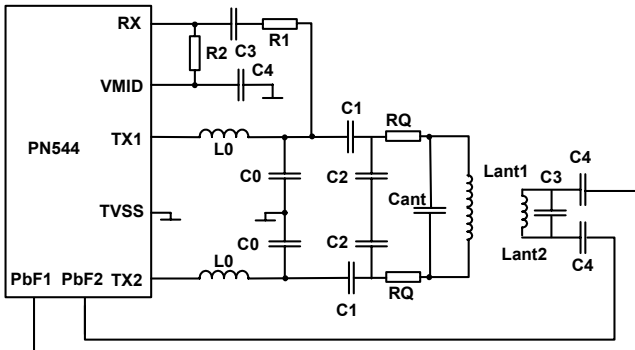 RX
C3
R1
R2
C4
VMID
C1
RQ
TX1
PN544
L0
Lant1
C4
C0
C2
Cant
C3
TVSS
C0
C2
Lant2
C4
PbF1
PbF2
TX2
L0
C1
RQ